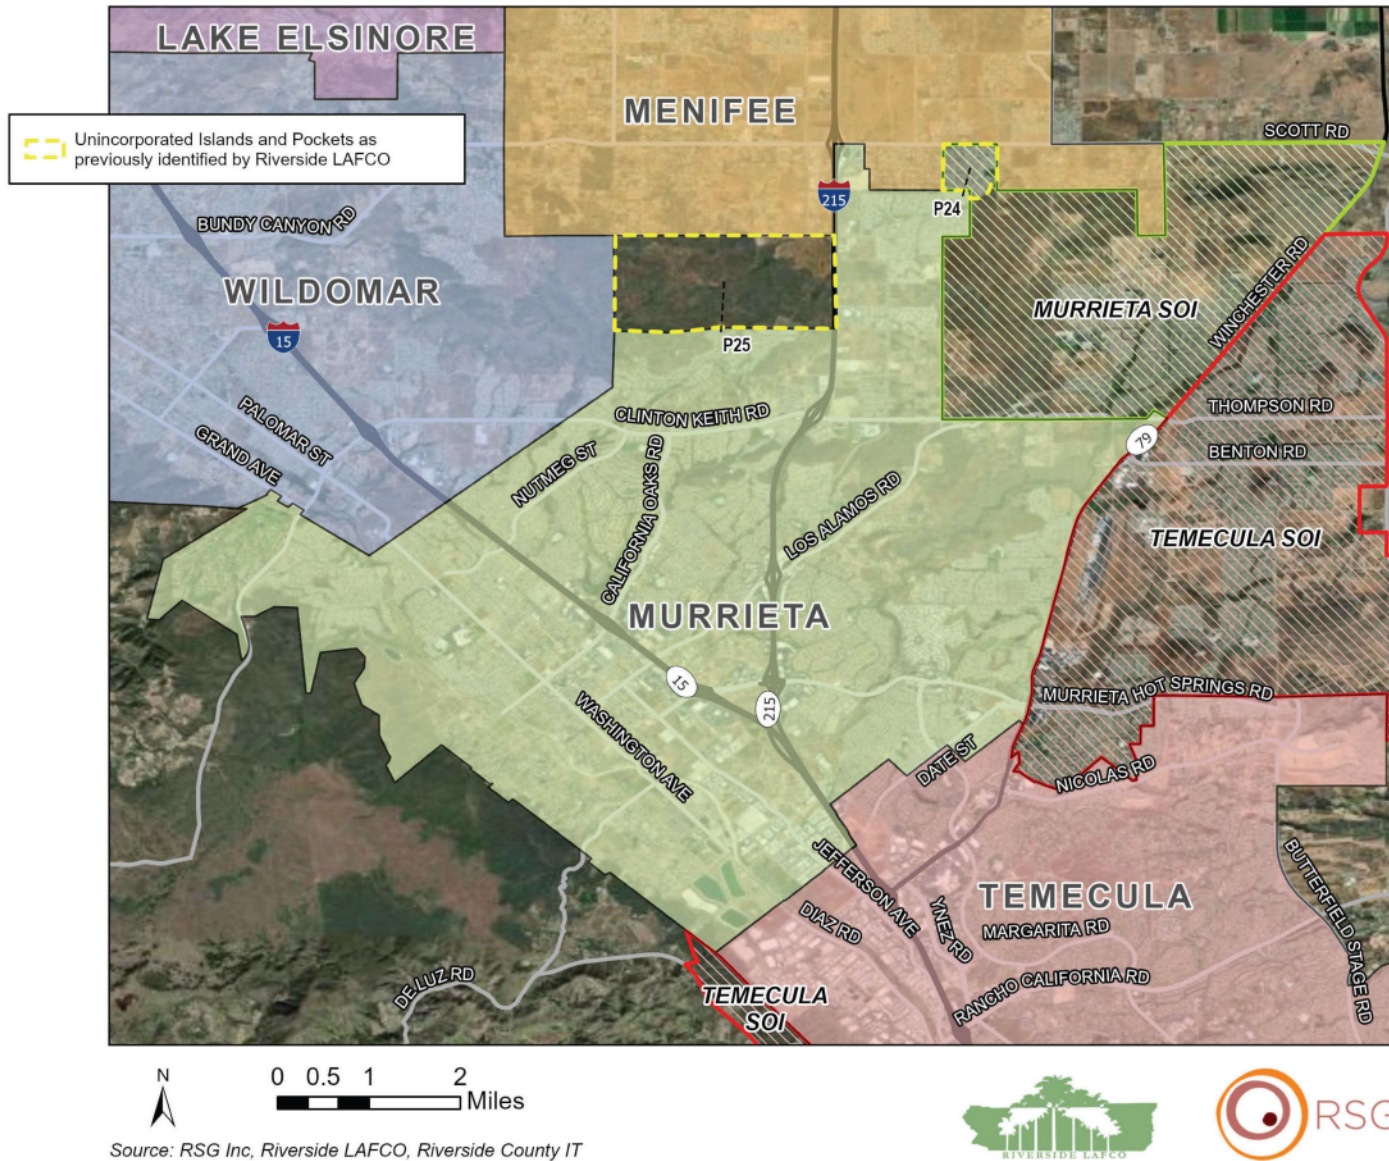 LAKE ELSINORE
MENIFEE
Unincorporated Islands and Pockets as
previously identified by Riverside LAFCO
SCOTT RD
215
P24
BUNDY CANYON RD
WILDOMAR
MURRIETA SOI
WINCHESTER RD
15
P25
PALOMAR ST
GRAND AVE
CLINTON KEITH RD
THOMPSON RD
79
BENTON RD
NUTMEG ST
CALIFORNIA OAKS RD
LOS ALAMOS RD
TEMECULA SOI
MURRIETA
15
215
MURRIETA HOT SPRINGS RD
WASHINGTON AVE
DATE ST
NICOLAS RD
JEFFERSON AVE
BUTTERFIELD STAGE RD
TEMECULA
DIAZ RD
YNEZ RD
MARGARITA RD
DE LUZ RD
RANCHO CALIFORNIA RD
TEMECULA
SOI
N
0 0.5 1 2
Miles
RIVERSIDE LAFCO
RSG
Source: RSG Inc, Riverside LAFCO, Riverside County IT